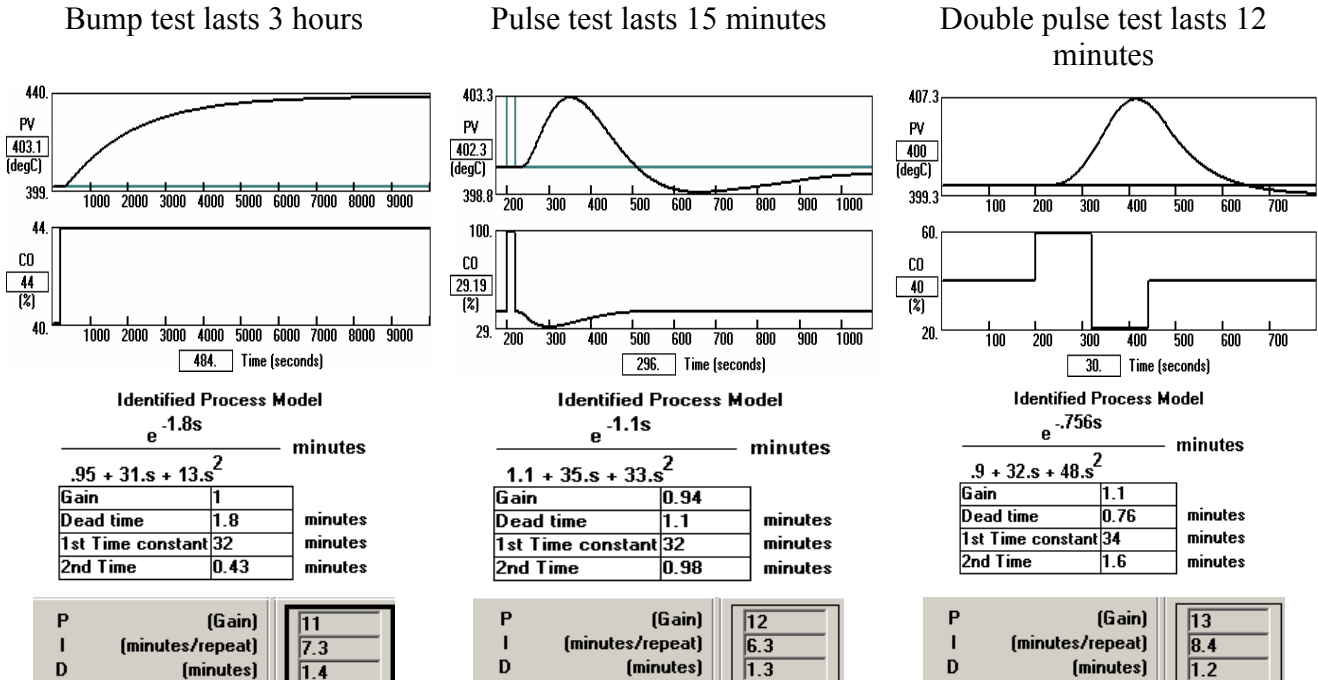 Bump test lasts 3 hours
440.
PV
403.1
(degC)
399.
1000 2000 3000 4000 5000 6000 7000 8000 9000
44.
CO
44
(%)
40.
1000 2000 3000 4000 5000 6000 7000 8000 9000
484. Time (seconds)
Identified Process Model
e -1.8s
minutes
.95 + 31.s + 13.s2
Gain 1
Dead time 1.8 minutes
1st Time constant 32 minutes
2nd Time 0.43 minutes
P (Gain) 11
I (minutes/repeat) 7.3
D (minutes) 1.4
Pulse test lasts 15 minutes
403.3
PV
402.3
(degC)
398.8
200 300 400 500 600 700 800 900 1000
100.
CO
29.19
(%)
29.
200 300 400 500 600 700 800 900 1000
296. Time (seconds)
Identified Process Model
e -1.1s
minutes
1.1 + 35.s + 33.s2
Gain 0.94
Dead time 1.1 minutes
1st Time constant 32 minutes
2nd Time 0.98 minutes
P (Gain) 12
I (minutes/repeat) 6.3
D (minutes) 1.3
Double pulse test lasts 12
minutes
407.3
PV
400
(degC)
399.3
100 200 300 400 500 600 700
60.
CO
40
(%)
20.
100 200 300 400 500 600 700
30. Time (seconds)
Identified Process Model
e -.756s
minutes
.9 + 32.s + 48.s2
Gain 1.1
Dead time 0.76 minutes
1st Time constant 34 minutes
2nd Time 1.6 minutes
P (Gain) 13
I (minutes/repeat) 8.4
D (minutes) 1.2